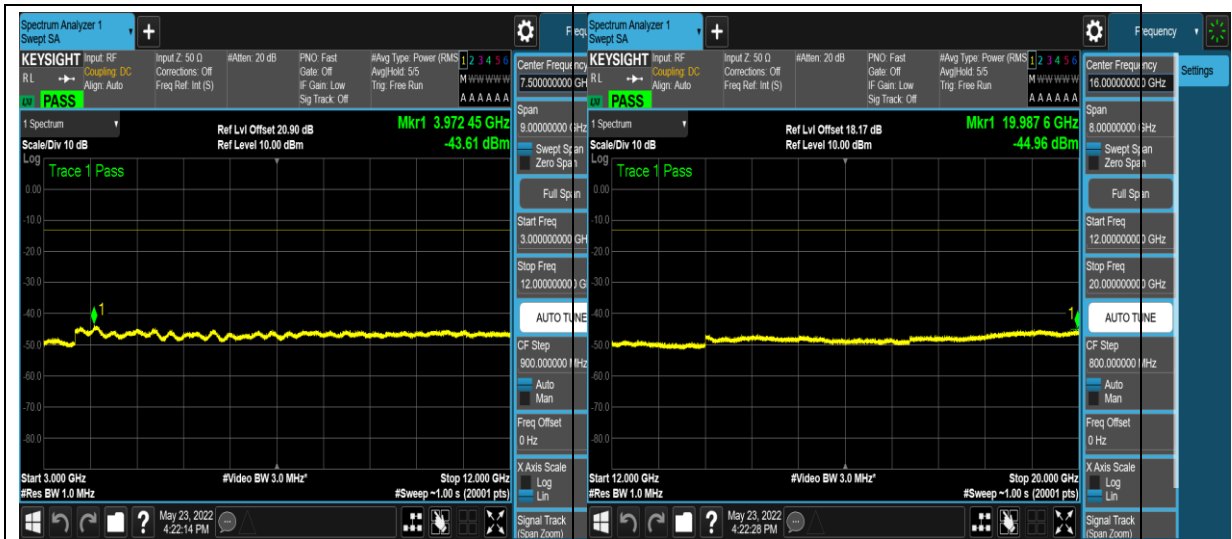 Spectrum Analyzer 1
Swept SA
+
KEYSIGHT Input: RF Input Z: 50 Ω #Atten: 20 dB PNO: Fast #Avg Type: Power (RMS 1 2 3 4 5 6
RL Coupling: DC Corrections: Off Gate: Off Avg|Hold: 5/5 M W W W W W
Align: Auto Freq Ref: Int (S) IF Gain: Low Trig: Free Run
Sig Track: Off A A A A A A
PASS
1 Spectrum
Ref Lvl Offset 20.90 dB
Mkr1 3.972 45 GHz
Scale/Div 10 dB
Ref Level 10.00 dBm
-43.61 dBm
Log
Trace 1 Pass
0.00
-10.0
-20.0
-30.0
-40.0
-50.0
-60.0
-70.0
-80.0
1
Start 3.000 GHz
#Video BW 3.0 MHz*
Stop 12.000 GHz
#Res BW 1.0 MHz
#Sweep ~1.00 s (20001 pts)
?
May 23, 2022
4:22:14 PM
Frequ
Center Frequency
7.500000000 GH
Span
9.00000000 GHz
Swept Span
Zero Span
Full Span
Start Freq
3.000000000 GH
Stop Freq
12.000000000 G
AUTO TUNE
CF Step
900.000000 MHz
Auto
Man
Freq Offset
0 Hz
X Axis Scale
Log
Lin
Signal Track
(Span Zoom)
Spectrum Analyzer 1
Swept SA
+
KEYSIGHT Input: RF Input Z: 50 Ω #Atten: 20 dB PNO: Fast #Avg Type: Power (RMS 1 2 3 4 5 6
RL Coupling: DC Corrections: Off Gate: Off Avg|Hold: 5/5 M W W W W W
Align: Auto Freq Ref: Int (S) IF Gain: Low Trig: Free Run
Sig Track: Off A A A A A A
PASS
1 Spectrum
Ref Lvl Offset 18.17 dB
Mkr1 19.987 6 GHz
Scale/Div 10 dB
Ref Level 10.00 dBm
-44.96 dBm
Log
Trace 1 Pass
0.00
-10.0
-20.0
-30.0
-40.0
-50.0
-60.0
-70.0
-80.0
1
Start 12.000 GHz
#Video BW 3.0 MHz*
Stop 20.000 GHz
#Res BW 1.0 MHz
#Sweep ~1.00 s (20001 pts)
?
May 23, 2022
4:22:28 PM
Frequency
Settings
Center Frequency
16.000000000 GHz
Span
8.00000000 GHz
Swept Span
Zero Span
Full Span
Start Freq
12.000000000 GHz
Stop Freq
20.000000000 GHz
AUTO TUNE
CF Step
800.000000 MHz
Auto
Man
Freq Offset
0 Hz
X Axis Scale
Log
Lin
Signal Track
(Span Zoom)